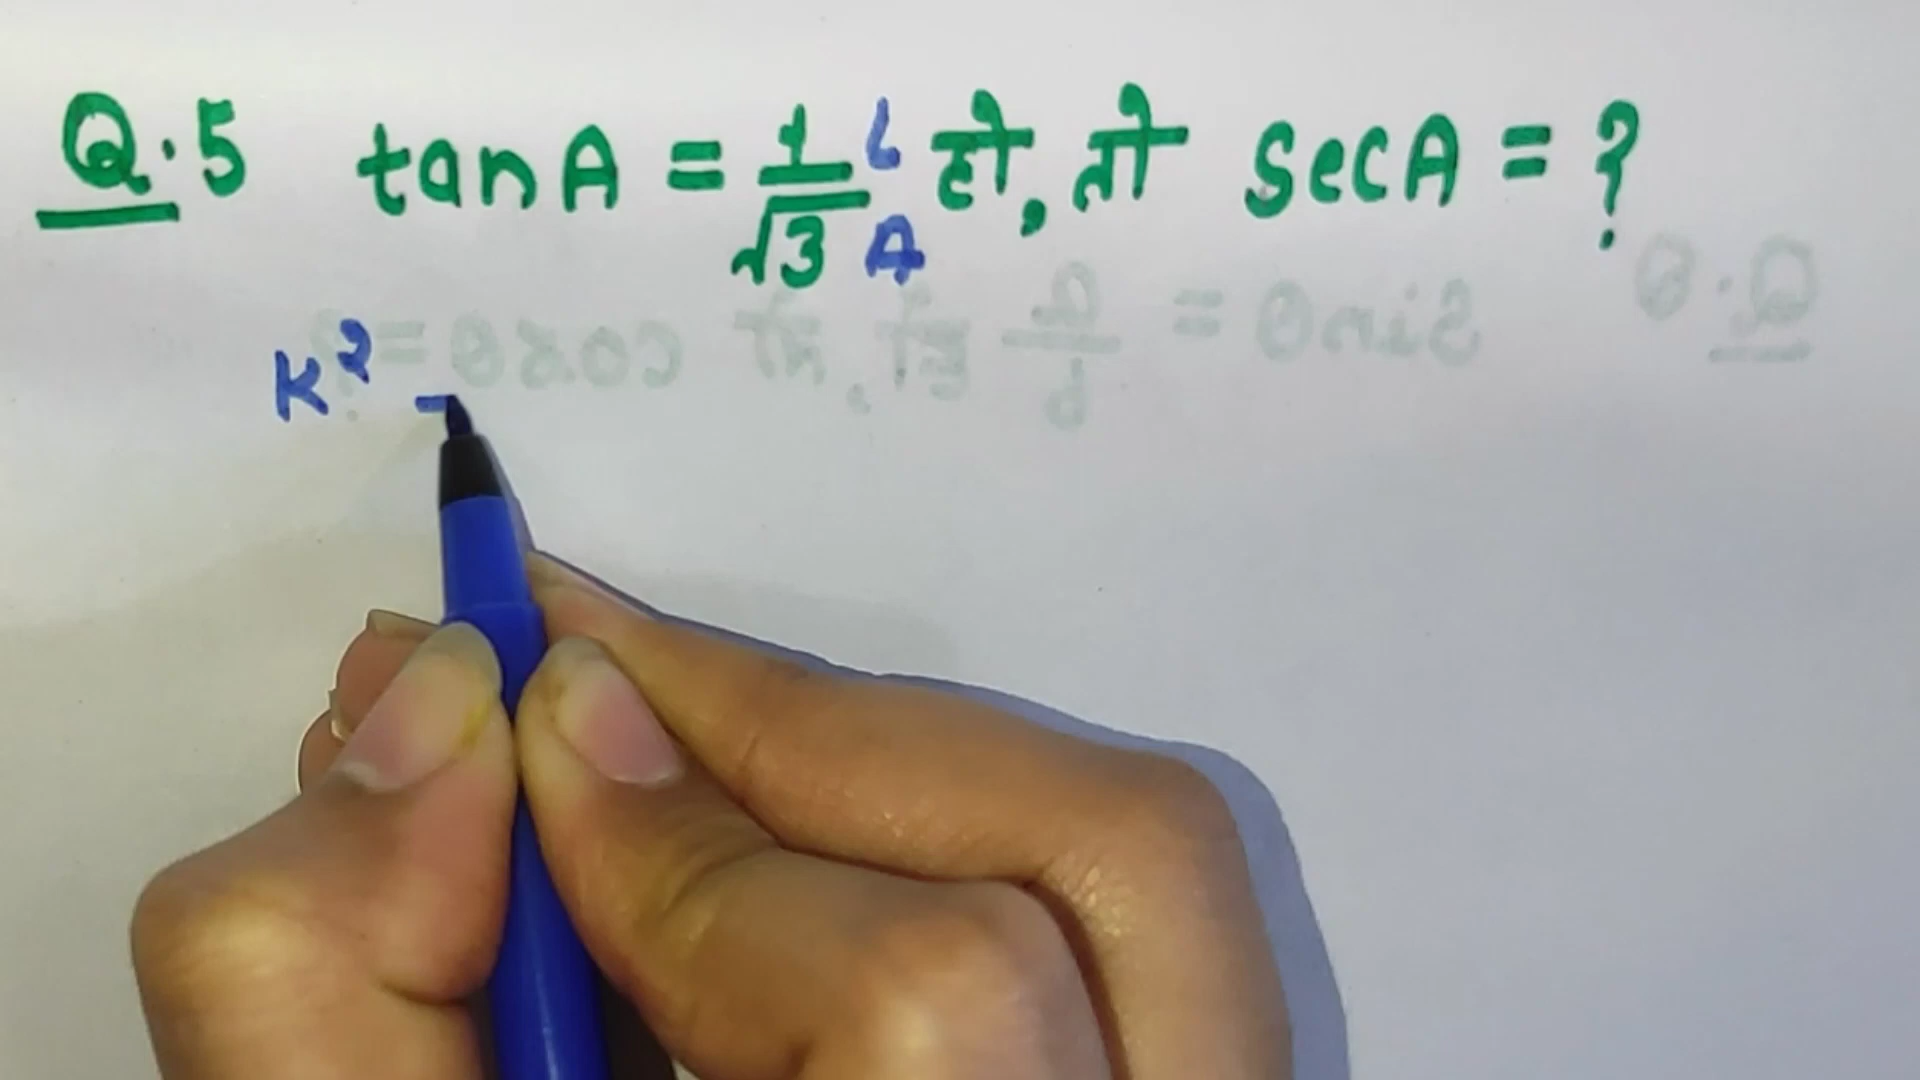 Q.5 tanA = 1/√3 L/A हो, तो secA = ?
K² -